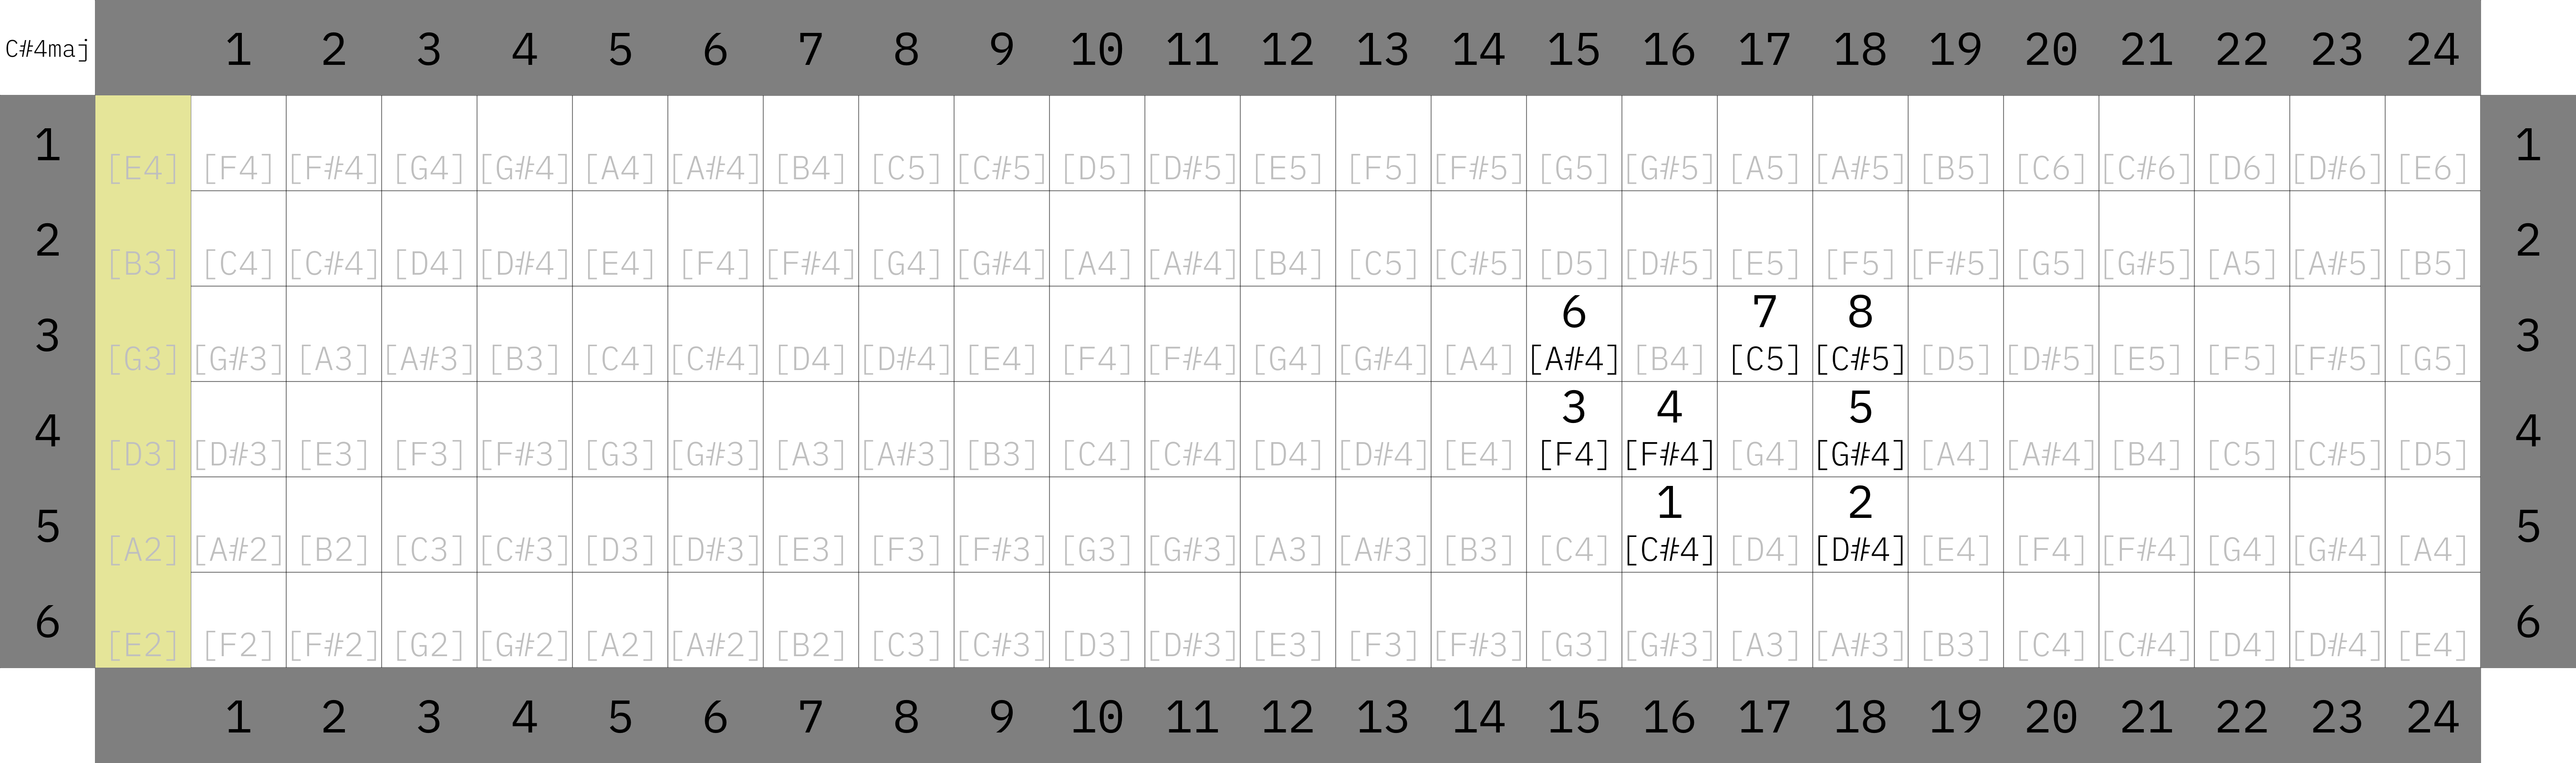 C#4maj 1 2 3 4 5 6 7 8 9 10 11 12 13 14 15 16 17 18 19 20 21 22 23 24
1 [E4] [F4] [F#4] [G4] [G#4] [A4] [A#4] [B4] [C5] [C#5] [D5] [D#5] [E5] [F5] [F#5] [G5] [G#5] [A5] [A#5] [B5] [C6] [C#6] [D6] [D#6] [E6] 1
2 [B3] [C4] [C#4] [D4] [D#4] [E4] [F4] [F#4] [G4] [G#4] [A4] [A#4] [B4] [C5] [C#5] [D5] [D#5] [E5] [F5] [F#5] [G5] [G#5] [A5] [A#5] [B5] 2
6 7 8
3 [G3] [G#3] [A3] [A#3] [B3] [C4] [C#4] [D4] [D#4] [E4] [F4] [F#4] [G4] [G#4] [A4] [A#4] [B4] [C5] [C#5] [D5] [D#5] [E5] [F5] [F#5] [G5] 3
3 4 5
4 [D3] [D#3] [E3] [F3] [F#3] [G3] [G#3] [A3] [A#3] [B3] [C4] [C#4] [D4] [D#4] [E4] [F4] [F#4] [G4] [G#4] [A4] [A#4] [B4] [C5] [C#5] [D5] 4
1 2
5 [A2] [A#2] [B2] [C3] [C#3] [D3] [D#3] [E3] [F3] [F#3] [G3] [G#3] [A3] [A#3] [B3] [C4] [C#4] [D4] [D#4] [E4] [F4] [F#4] [G4] [G#4] [A4] 5
6 [E2] [F2] [F#2] [G2] [G#2] [A2] [A#2] [B2] [C3] [C#3] [D3] [D#3] [E3] [F3] [F#3] [G3] [G#3] [A3] [A#3] [B3] [C4] [C#4] [D4] [D#4] [E4] 6
1 2 3 4 5 6 7 8 9 10 11 12 13 14 15 16 17 18 19 20 21 22 23 24